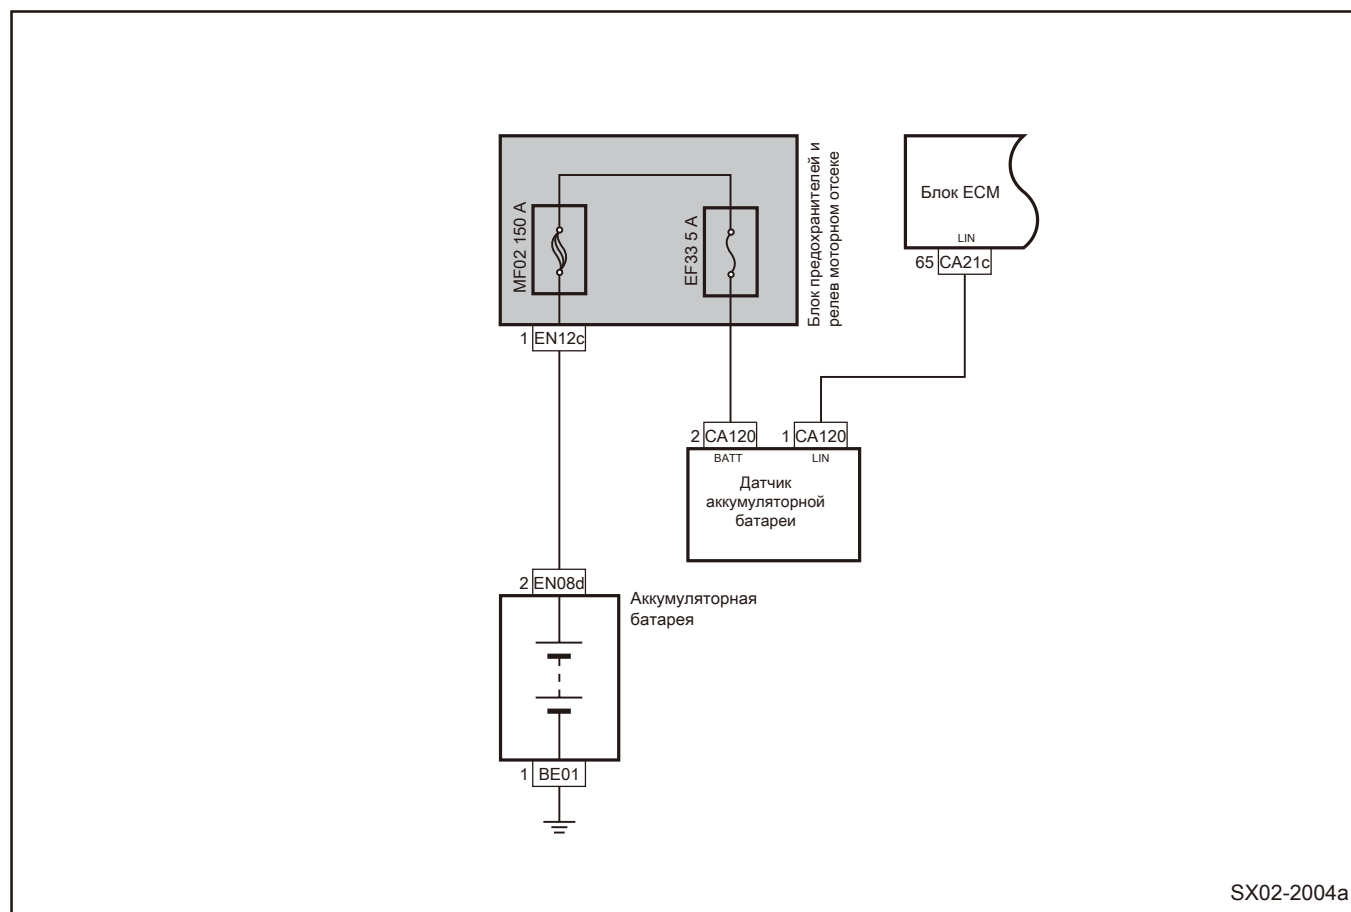 MF02 150 A
EF33 5 A
Блок предохранителей и
релев моторном отсеке
Блок ECM
LIN
65 CA21c
1 EN12c
2 CA120
1 CA120
BATT
LIN
Датчик
аккумуляторной
батареи
2 EN08d
Аккумуляторная
батарея
1 BE01
SX02-2004a